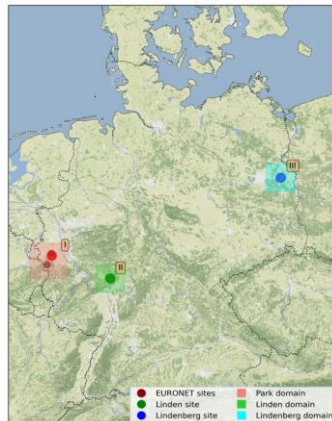 III
I
II
EURONET sites
Linden site
Lindenberg site
Park domain
Linden domain
Lindenberg domain